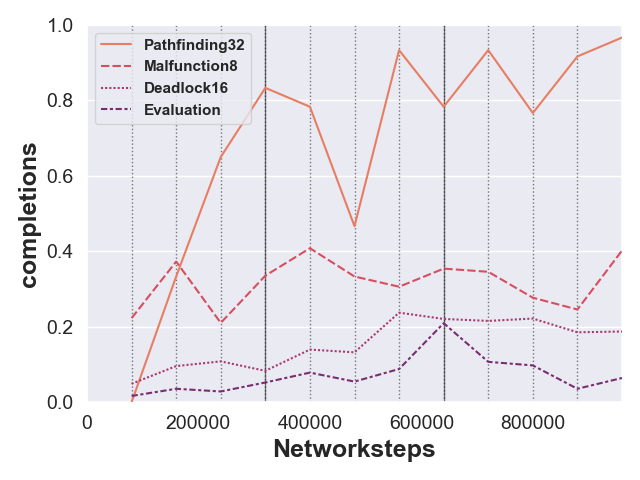 1.0
0.8
0.6
0.4
0.2
0.0
completions
Pathfinding32
Malfunction8
Deadlock16
Evaluation
0 200000 400000 600000 800000
Networksteps